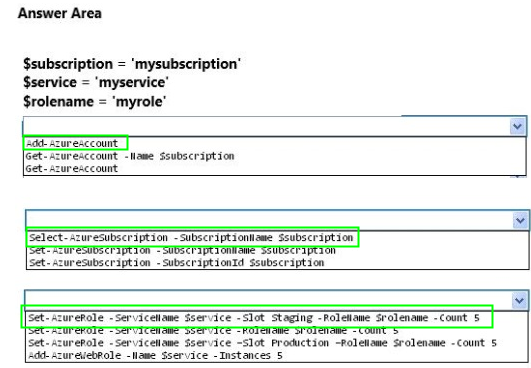 Answer Area
$subscription = 'mysubscription'
$service = 'myservice'
$rolename = 'myrole'
Add-AzureAccount
Get-AzureAccount -Name $subscription
Get-AzureAccount
Select-AzureSubscription -SubscriptionName $subscription
Set-AzureSubscription -SubscriptionName $subscription
Set-AzureSubscription -SubscriptionId $subscription
Set-AzureRole -ServiceName $service -Slot Staging -RoleName $rolename -Count 5
Set-AzureRole -ServiceName $service -RoleName $rolename -Count 5
Set-AzureRole -ServiceName $service –Slot Production –RoleName $rolename -Count 5
Add-AzureWebRole -Name $service -Instances 5